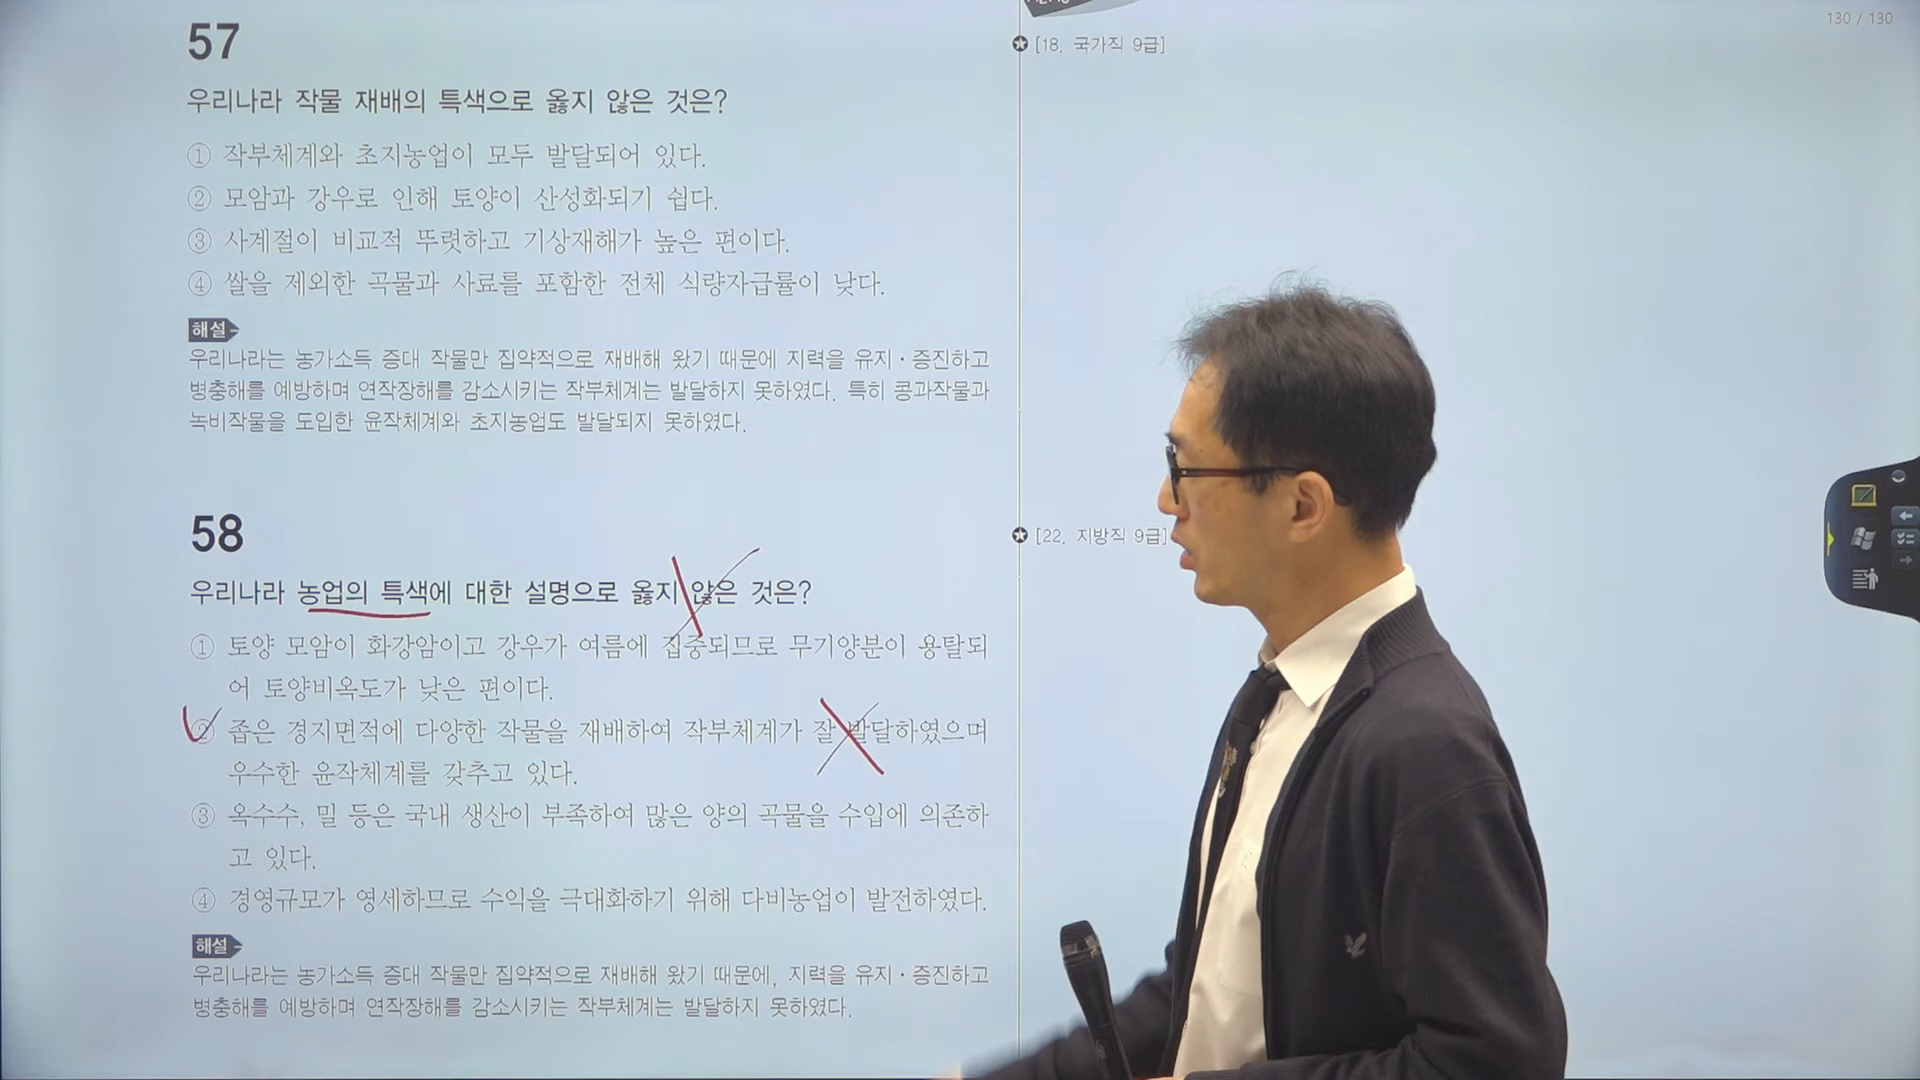 130 / 130
57
[18. 국가직 9급]
우리나라 작물 재배의 특색으로 옳지 않은 것은?
① 작부체계와 초지농업이 모두 발달되어 있다.
② 모암과 강우로 인해 토양이 산성화되기 쉽다.
③ 사계절이 비교적 뚜렷하고 기상재해가 높은 편이다.
④ 쌀을 제외한 곡물과 사료를 포함한 전체 식량자급률이 낮다.
해설
우리나라는 농가소득 증대 작물만 집약적으로 재배해 왔기 때문에 지력을 유지·증진하고
병충해를 예방하며 연작장해를 감소시키는 작부체계는 발달하지 못하였다. 특히 콩과작물과
녹비작물을 도입한 윤작체계와 초지농업도 발달되지 못하였다.
58
[22. 지방직 9급]
우리나라 농업의 특색에 대한 설명으로 옳지 않은 것은?
① 토양 모암이 화강암이고 강우가 여름에 집중되므로 무기양분이 용탈되
어 토양비옥도가 낮은 편이다.
② 좁은 경지면적에 다양한 작물을 재배하여 작부체계가 잘 발달하였으며
우수한 윤작체계를 갖추고 있다.
③ 옥수수, 밀 등은 국내 생산이 부족하여 많은 양의 곡물을 수입에 의존하
고 있다.
④ 경영규모가 영세하므로 수익을 극대화하기 위해 다비농업이 발전하였다.
해설
우리나라는 농가소득 증대 작물만 집약적으로 재배해 왔기 때문에, 지력을 유지·증진하고
병충해를 예방하며 연작장해를 감소시키는 작부체계는 발달하지 못하였다.